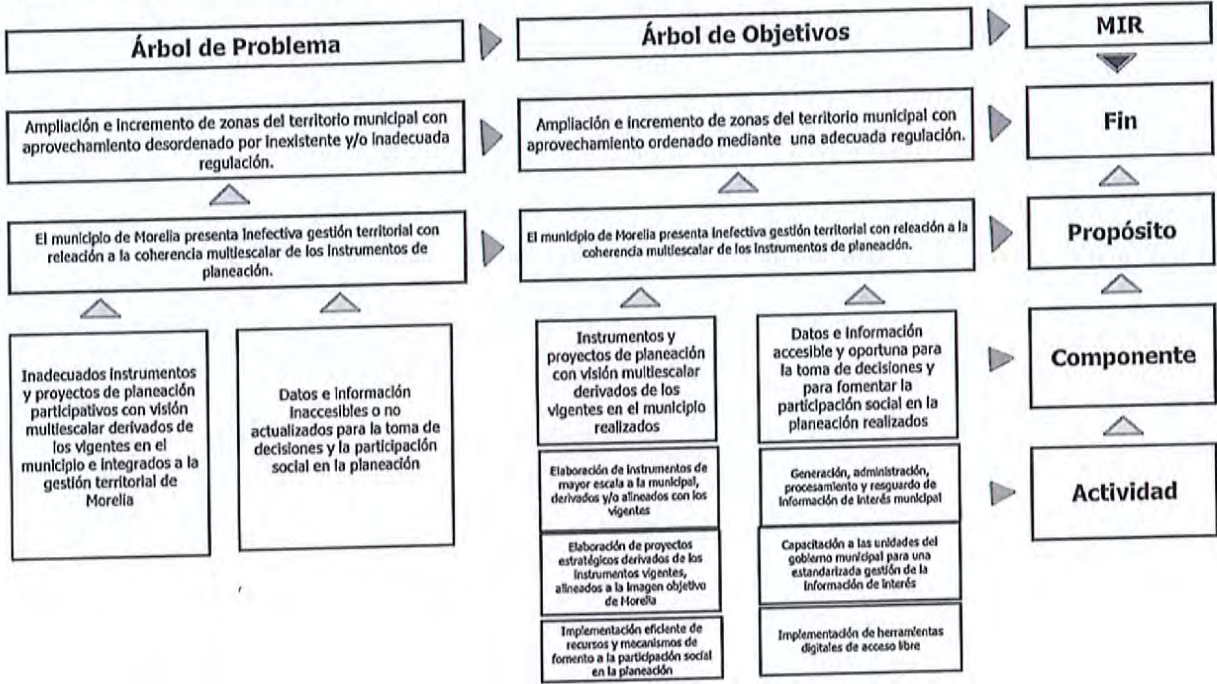 Árbol de Problema
Árbol de Objetivos
MIR
Ampliación e incremento de zonas del territorio municipal con
aprovechamiento desordenado por inexistente y/o inadecuada
regulación.
Ampliación e incremento de zonas del territorio municipal con
aprovechamiento ordenado mediante una adecuada regulación.
Fin
El municipio de Morelia presenta inefectiva gestión territorial con
releación a la coherencia multiescalar de los instrumentos de
planeación.
El municipio de Morelia presenta inefectiva gestión territorial con releación a la
coherencia multiescalar de los instrumentos de planeación.
Propósito
Inadecuados instrumentos
y proyectos de planeación
participativos con visión
multiescalar derivados de
los vigentes en el
municipio e integrados a la
gestión territorial de
Morelia
Datos e información
inaccesibles o no
actualizados para la toma de
decisiones y la participación
social en la planeación
Instrumentos y
proyectos de planeación
con visión multiescalar
derivados de los
vigentes en el municipio
realizados
Datos e información
accesible y oportuna para
la toma de decisiones y
para fomentar la
participación social en la
planeación realizados
Componente
Elaboración de instrumentos de
mayor escala a la municipal,
derivados y/o alineados con los
vigentes
Generación, administración,
procesamiento y resguardo de
información de interés municipal
Actividad
Elaboración de proyectos
estratégicos derivados de los
instrumentos vigentes,
alineados a la imagen objetivo
de Morelia
Capacitación a las unidades del
gobierno municipal para una
estandarizada gestión de la
información de interés
Implementación eficiente de
recursos y mecanismos de
fomento a la participación social
en la planeación
Implementación de herramientas
digitales de acceso libre